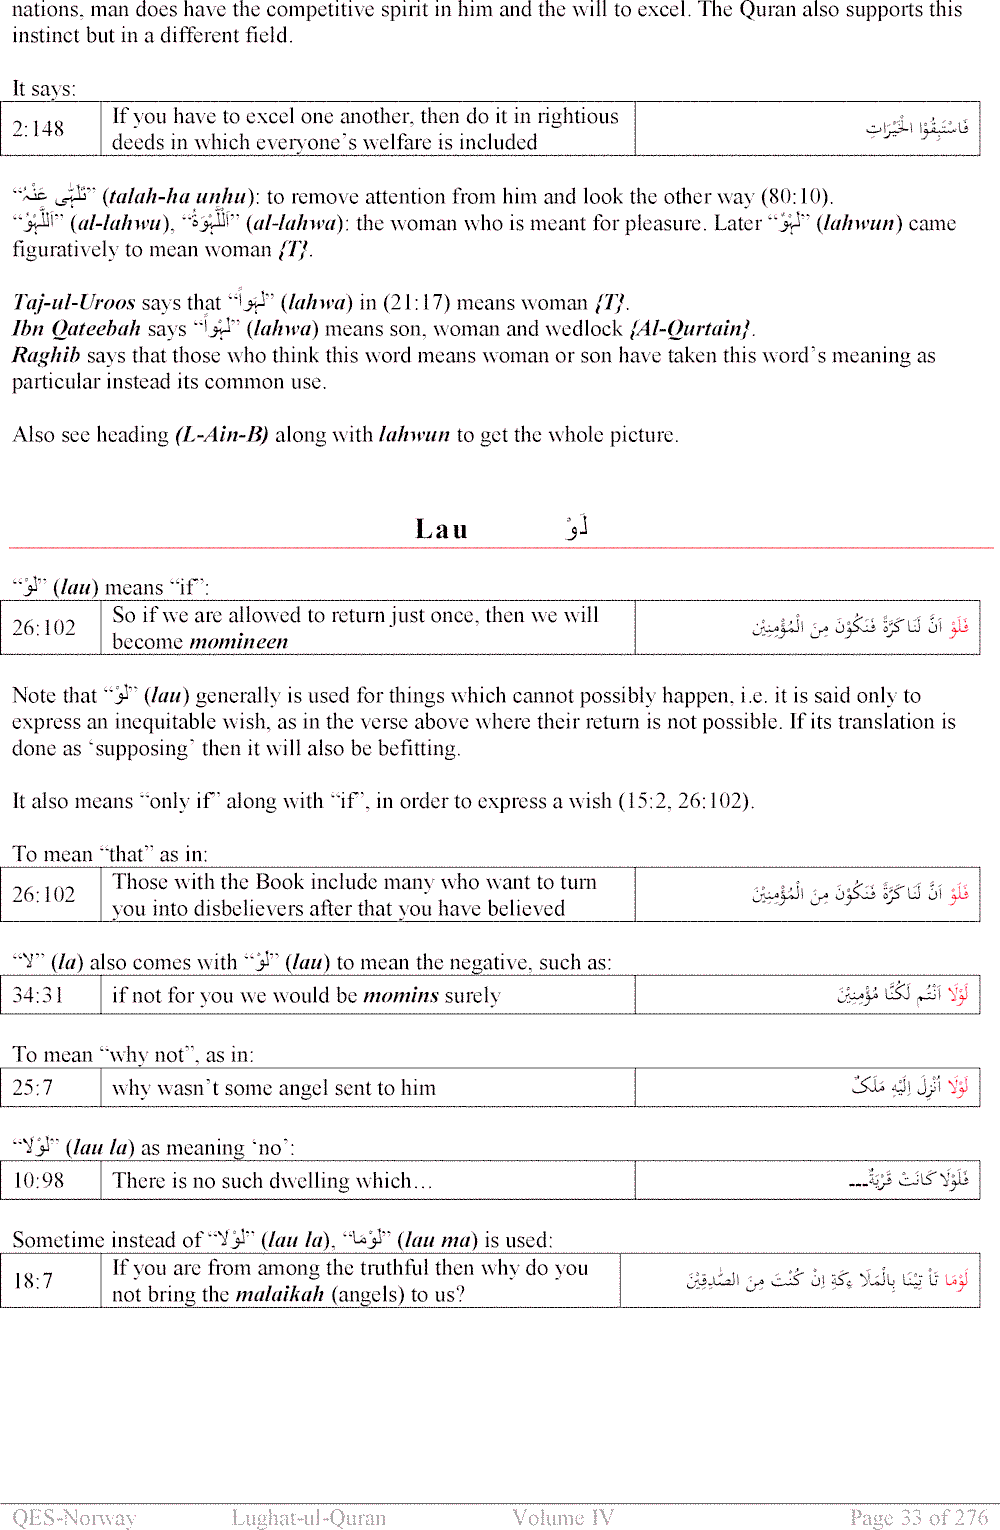 nations, man does have the competitive spirit in him and the will to excel. The Quran also supports this
instinct but in a different field.
It says:
2:148 If you have to excel one another, then do it in rightious فَاسْتَبِقُوْا الْخَيْرَاتِ
deeds in which everyone's welfare is included
“تَلَہّٰی عَنْہُ” (talah-ha unhu): to remove attention from him and look the other way (80:10).
“اَللَّہْوُ” (al-lahwu), “اَللَّہْوَۃُ” (al-lahwa): the woman who is meant for pleasure. Later “لَہْوٌ” (lahwun) came
figuratively to mean woman {T}.
Taj-ul-Uroos says that “لَہْواً” (lahwa) in (21:17) means woman {T}.
Ibn Qateebah says “لَہْواً” (lahwa) means son, woman and wedlock {Al-Qurtain}.
Raghib says that those who think this word means woman or son have taken this word's meaning as
particular instead its common use.
Also see heading (L-Ain-B) along with lahwun to get the whole picture.
Lau لَوْ
“لَوْ” (lau) means “if”:
26:102 So if we are allowed to return just once, then we will فَلَوْ اَنَّ لَنَا كَرَّةً فَنَكُوْنَ مِنَ الْمُؤْمِنِيْنَ
become momineen
Note that “لَوْ” (lau) generally is used for things which cannot possibly happen, i.e. it is said only to
express an inequitable wish, as in the verse above where their return is not possible. If its translation is
done as ‘supposing’ then it will also be befitting.
It also means “only if” along with “if”, in order to express a wish (15:2, 26:102).
To mean “that” as in:
26:102 Those with the Book include many who want to turn فَلَوْ اَنَّ لَنَا كَرَّةً فَنَكُوْنَ مِنَ الْمُؤْمِنِيْنَ
you into disbelievers after that you have believed
“لا” (la) also comes with “لَوْ” (lau) to mean the negative, such as:
34:31 if not for you we would be momins surely لَوْلَا اَنْتُم لَكُنَّا مُؤْمِنِيْنَ
To mean “why not”, as in:
25:7 why wasn't some angel sent to him لَوْلَا اُنْزِلَ اِلَيْهِ مَلَكٌ
“لَوْلَا” (lau la) as meaning ‘no’:
10:98 There is no such dwelling which… فَلَوْلَا كَانَتْ قَرْيَةٌ---
Sometime instead of “لَوْلَا” (lau la), “لَوْمَا” (lau ma) is used:
18:7 If you are from among the truthful then why do you لَوْمَا تَأْ تِيْنَا بِالْمَلَا ءِكَةِ اِنْ كُنْتَ مِنَ الصّٰدِقِيْنَ
not bring the malaikah (angels) to us?
QES-Norway Lughat-ul-Quran Volume IV Page 33 of 276